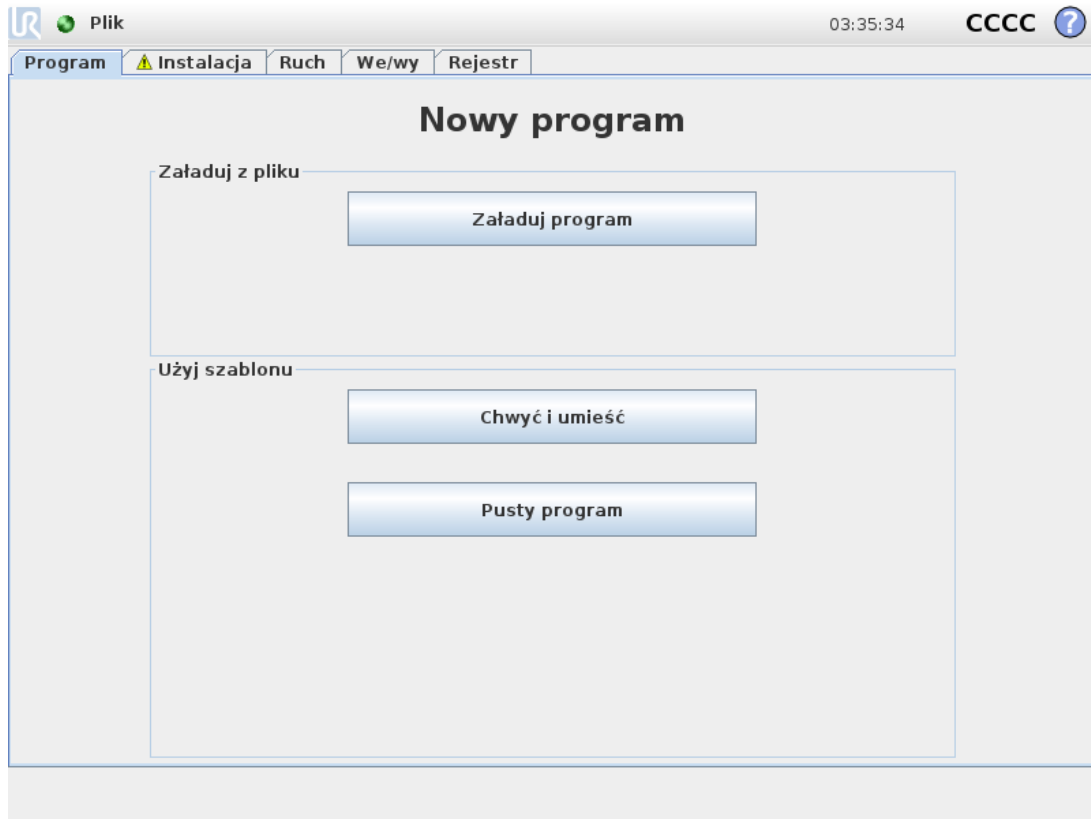 UR Plik 03:35:34 CCCC ?
Program Instalacja Ruch We/wy Rejestr
Nowy program
Załaduj z pliku
Załaduj program
Użyj szablonu
Chwyć i umieść
Pusty program